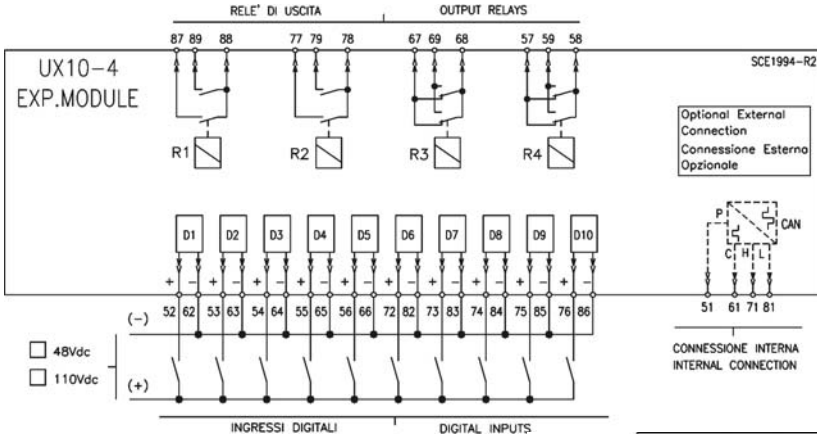 RELE' DI USCITA OUTPUT RELAYS
87 89 88 77 79 78 67 69 68 57 59 58
UX10-4
EXP.MODULE
SCE1994-R2
R1 R2 R3 R4
Optional External
Connection
Connessione Esterna
Opzionale
D1 D2 D3 D4 D5 D6 D7 D8 D9 D10
P
CAN
C H L
+ - + - + - + - + - + - + - + - + - + -
52 62 53 63 54 64 55 65 56 66 72 82 73 83 74 84 75 85 76 86
51 61 71 81
(-)
48Vdc
110Vdc
(+)
CONNESSIONE INTERNA
INTERNAL CONNECTION
INGRESSI DIGITALI DIGITAL INPUTS